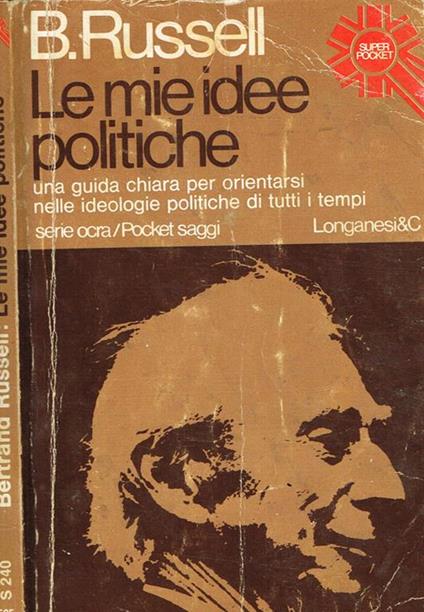 B.Russell
SUPER
POCKET
Le mie idee
politiche
una guida chiara per orientarsi
nelle ideologie politiche di tutti i tempi
serie ocra/Pocket saggi
Longanesi&C
Bertrand Russell: Le mie idee politiche
S 240